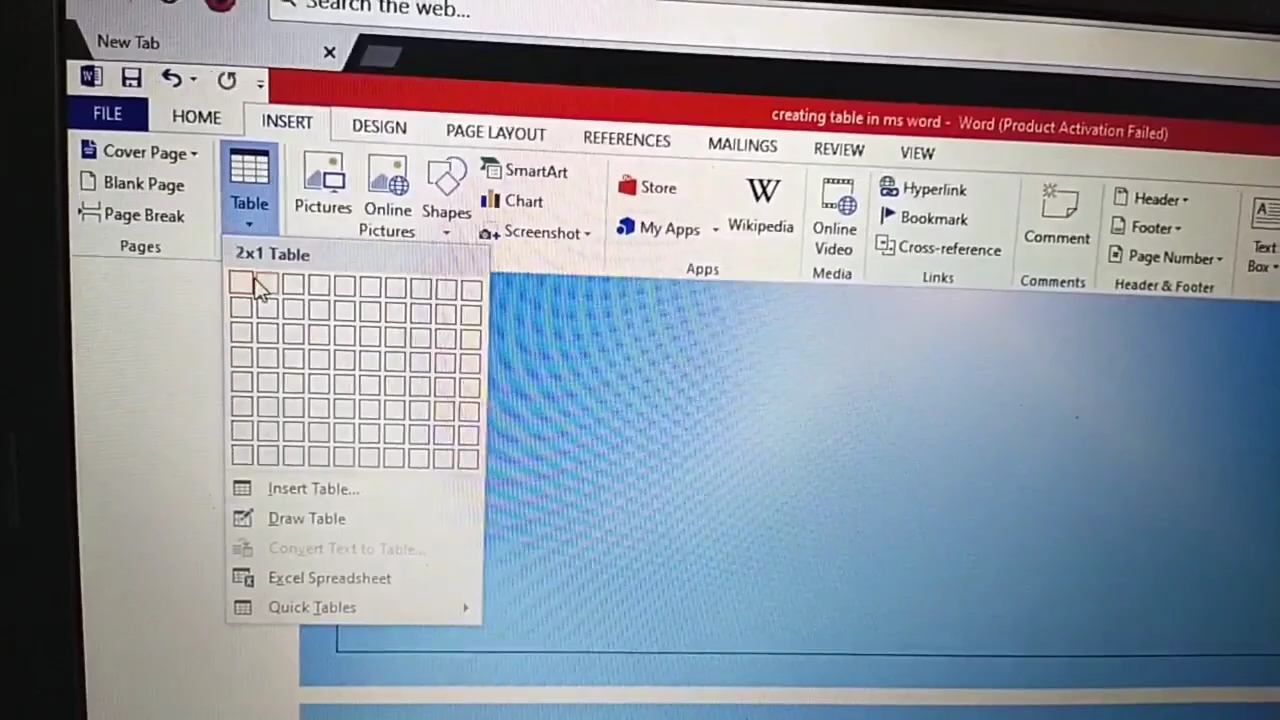 Search the web...
New Tab
creating table in ms word - Word (Product Activation Failed)
FILE HOME INSERT DESIGN PAGE LAYOUT REFERENCES MAILINGS REVIEW VIEW
Cover Page
Blank Page
Page Break
Pages
Table
Pictures
Online
Pictures
Shapes
SmartArt
Chart
Screenshot
Store
My Apps
Apps
W
Wikipedia
Online
Video
Media
Hyperlink
Bookmark
Cross-reference
Links
Comment
Comments
Header
Footer
Page Number
Header & Footer
A
Text
Box
2x1 Table
Insert Table...
Draw Table
Convert Text to Table...
Excel Spreadsheet
Quick Tables